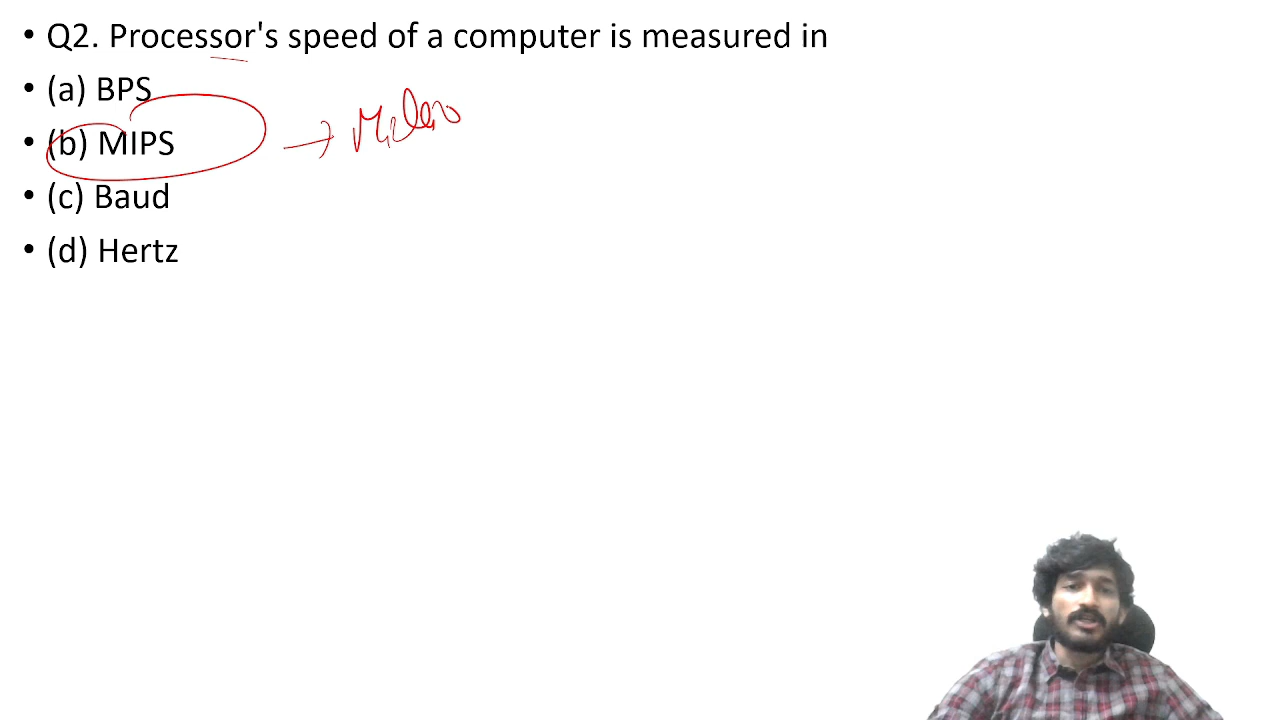 • Q2. Processor's speed of a computer is measured in
• (a) BPS
• (b) MIPS
• (c) Baud
• (d) Hertz